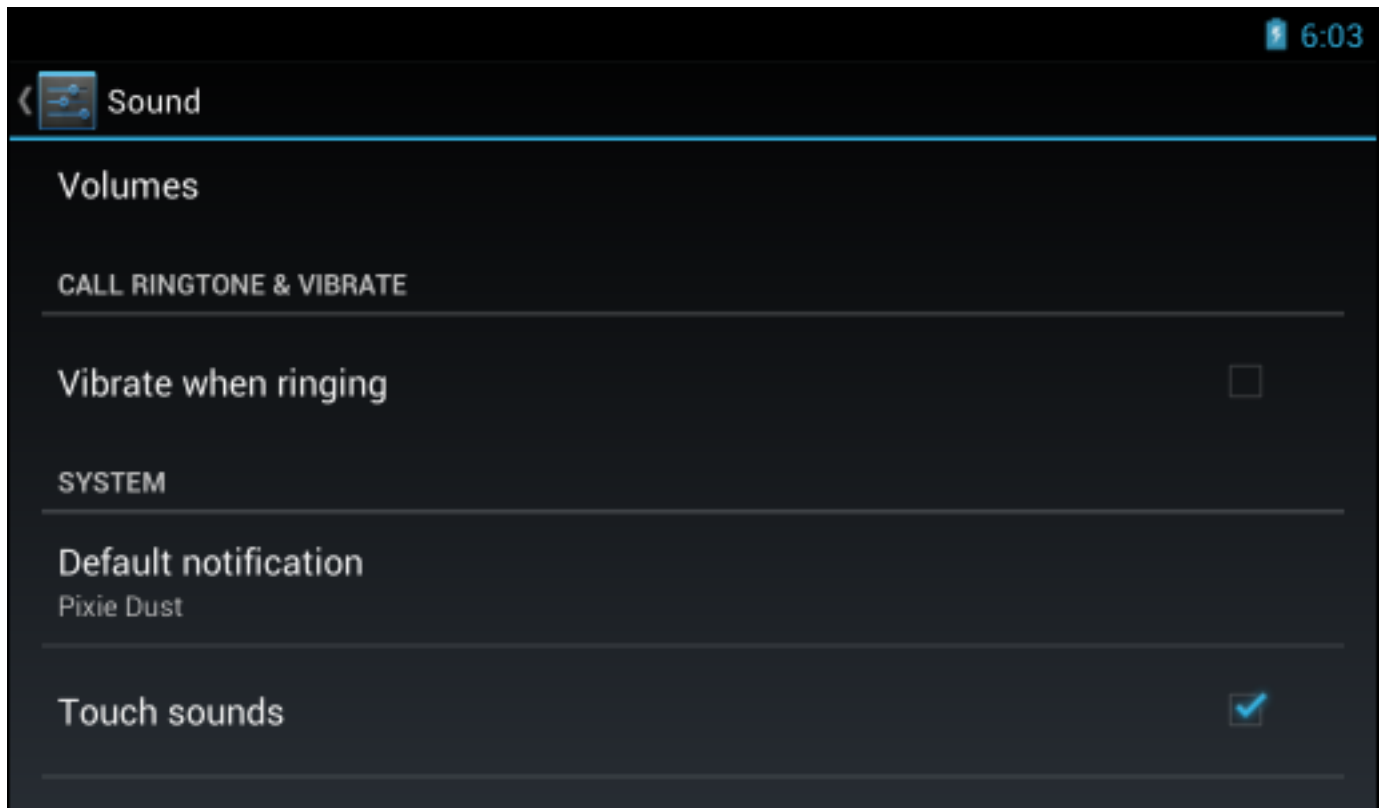 6:03
Sound
Volumes
CALL RINGTONE & VIBRATE
Vibrate when ringing
SYSTEM
Default notification
Pixie Dust
Touch sounds